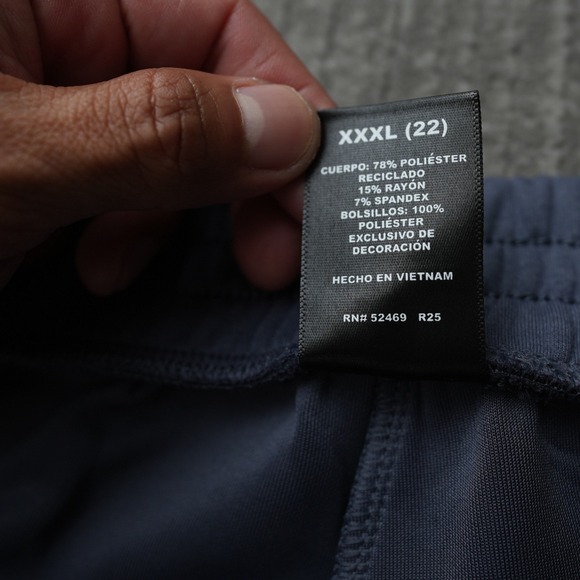 XXXL (22)
CUERPO: 78% POLIÉSTER
RECICLADO
15% RAYÓN
7% SPANDEX
BOLSILLOS: 100%
POLIÉSTER
EXCLUSIVO DE
DECORACIÓN
HECHO EN VIETNAM
RN# 52469 R25